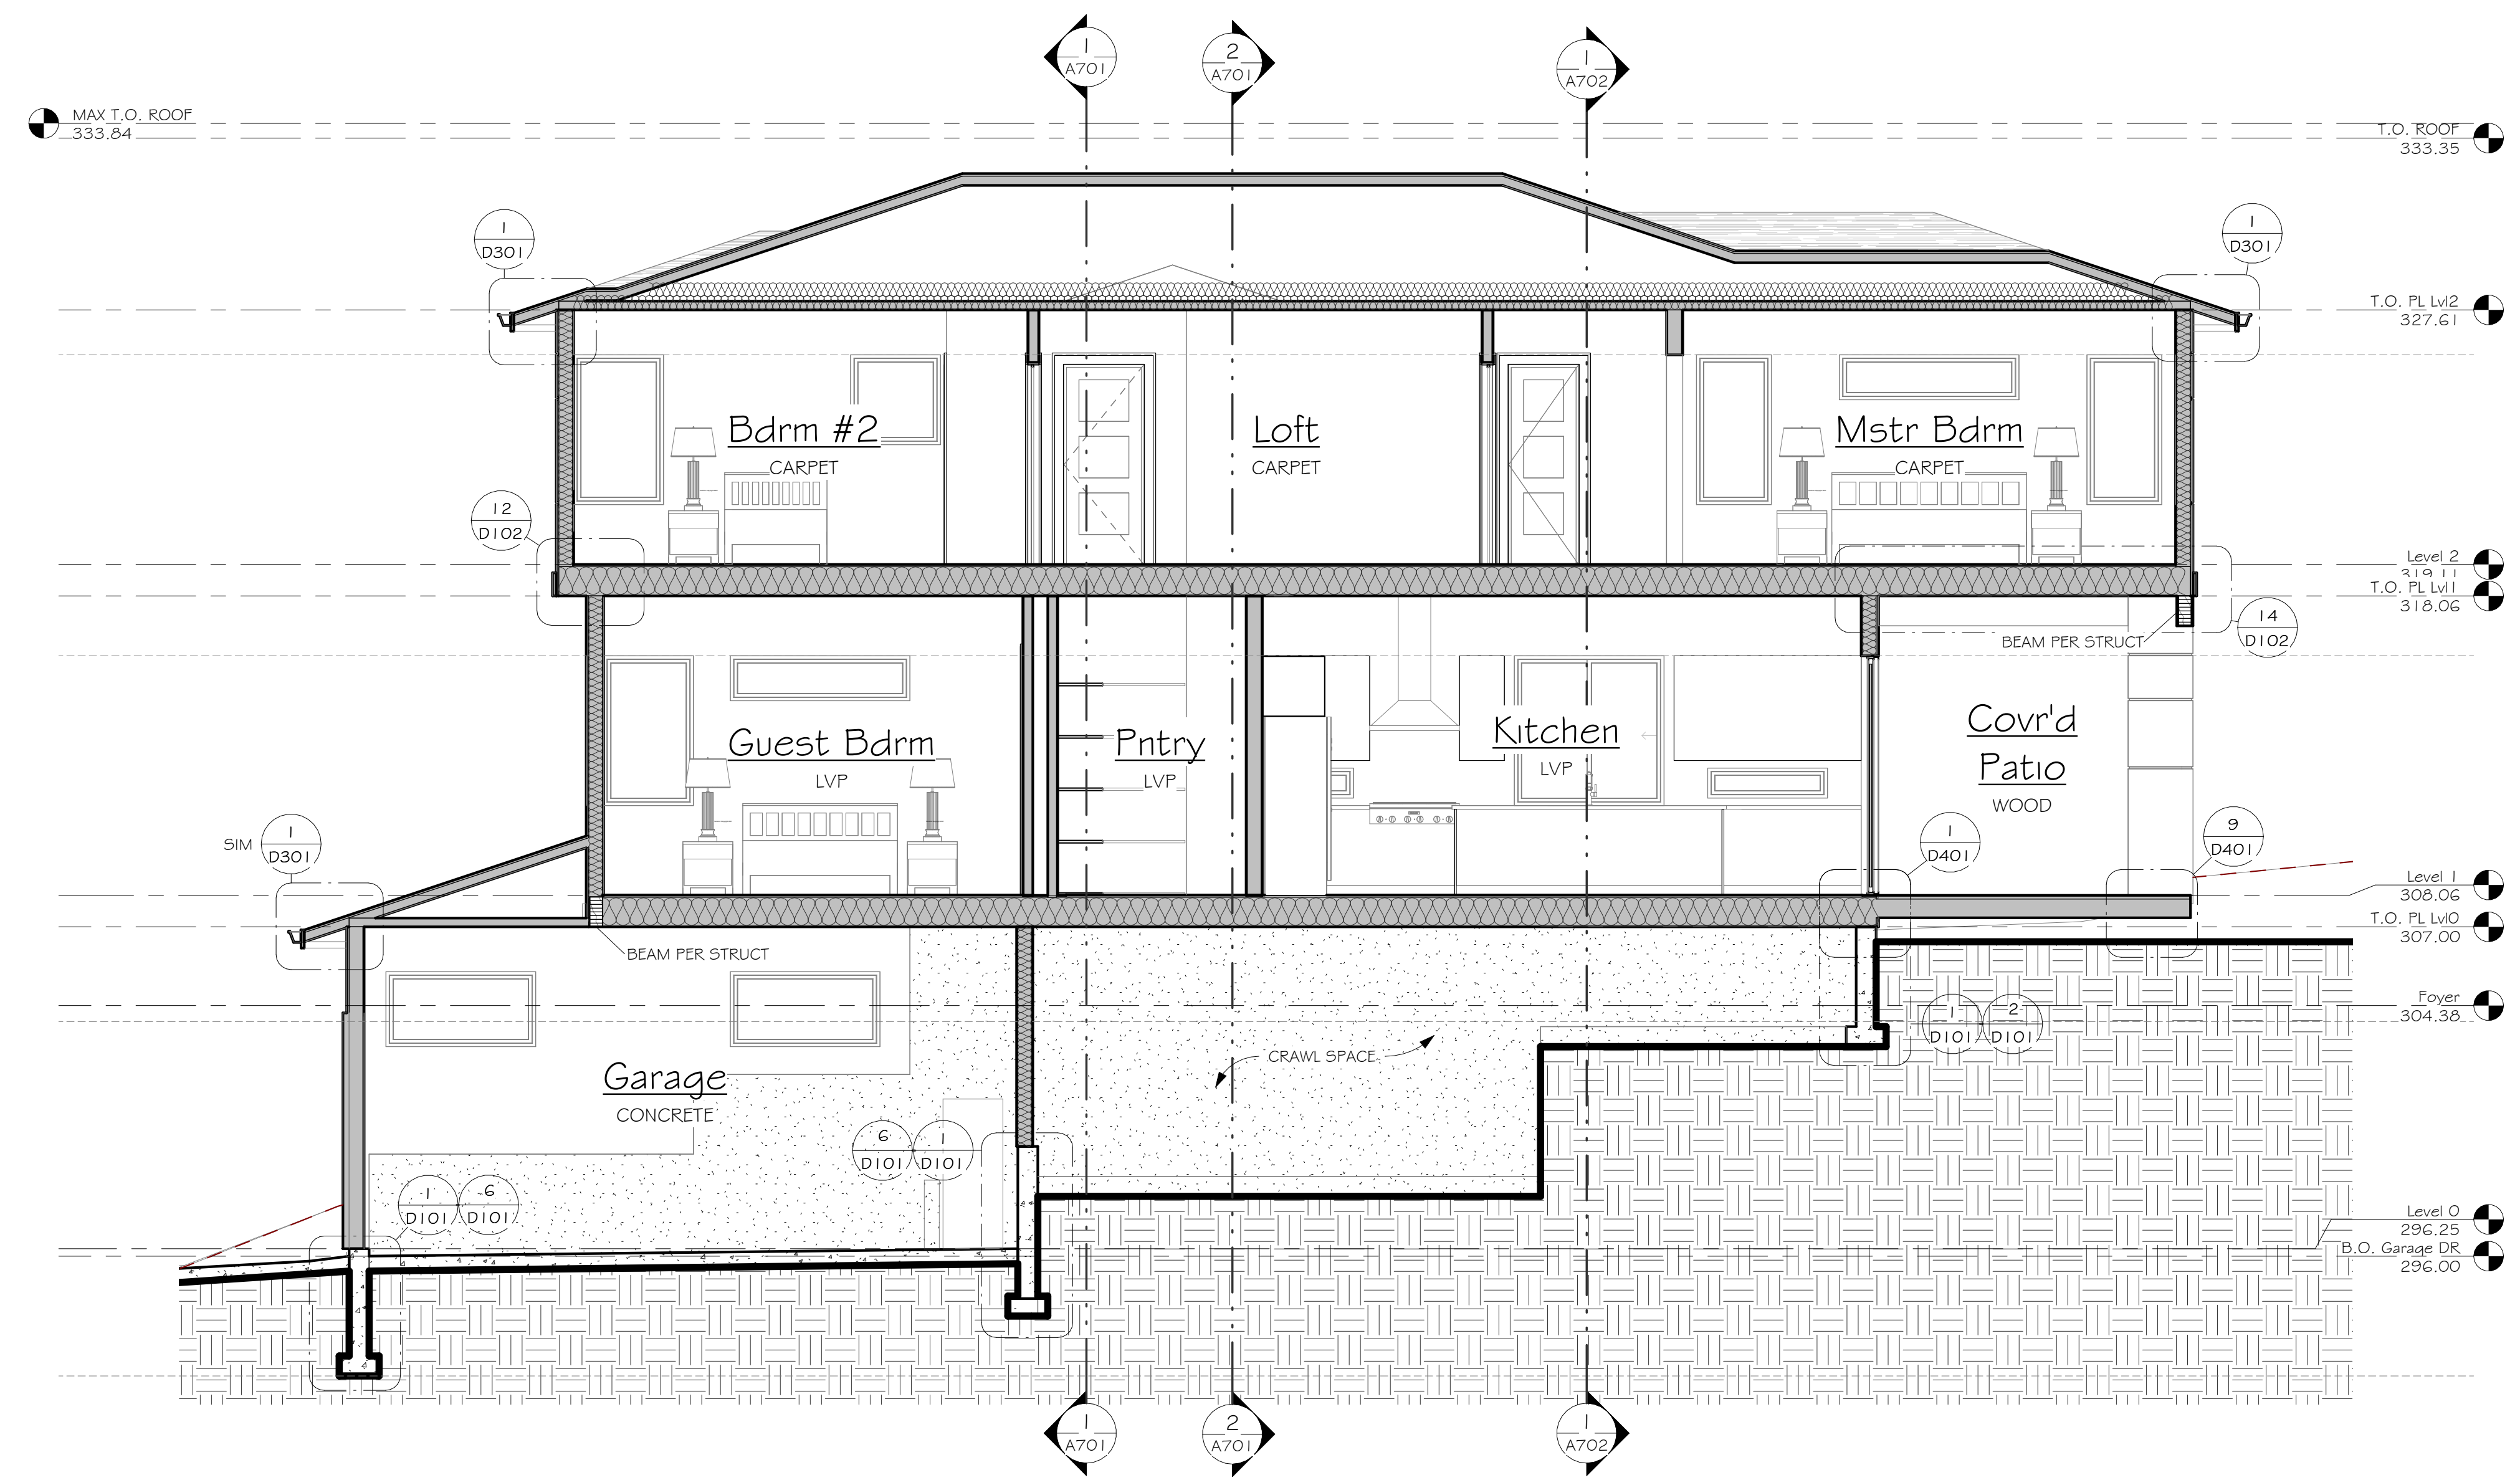 1
A701
2
A701
1
A702
MAX T.O. ROOF
333.84
T.O. ROOF
333.35
1
D301
1
D301
T.O. PL Lvl2
327.61
Bdrm #2
CARPET
Loft
CARPET
Mstr Bdrm
CARPET
12
D102
Level 2
319.11
T.O. PL Lvl1
318.06
14
D102
BEAM PER STRUCT
Guest Bdrm
LVP
Pntry
LVP
Kitchen
LVP
Covr'd
Patio
WOOD
SIM
1
D301
1
D401
9
D401
Level 1
308.06
T.O. PL Lvl0
307.00
BEAM PER STRUCT
Foyer
304.38
1
D101
2
D101
CRAWL SPACE
Garage
CONCRETE
6
D101
1
D101
1
D101
6
D101
Level 0
296.25
B.O. Garage DR
296.00
1
A701
2
A701
1
A702